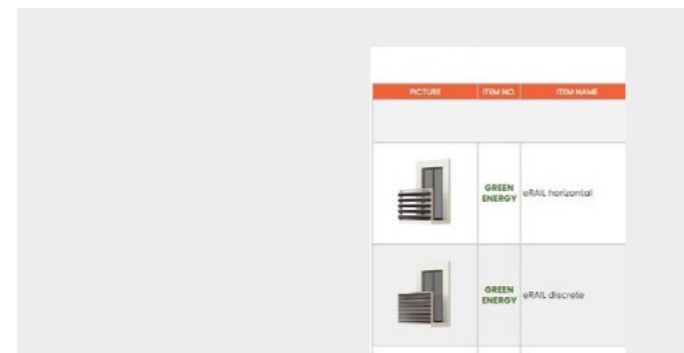 PICTURE ITEM NO. ITEM NAME
GREEN
ENERGY
eRAIL horizontal
GREEN
ENERGY
eRAIL discrete